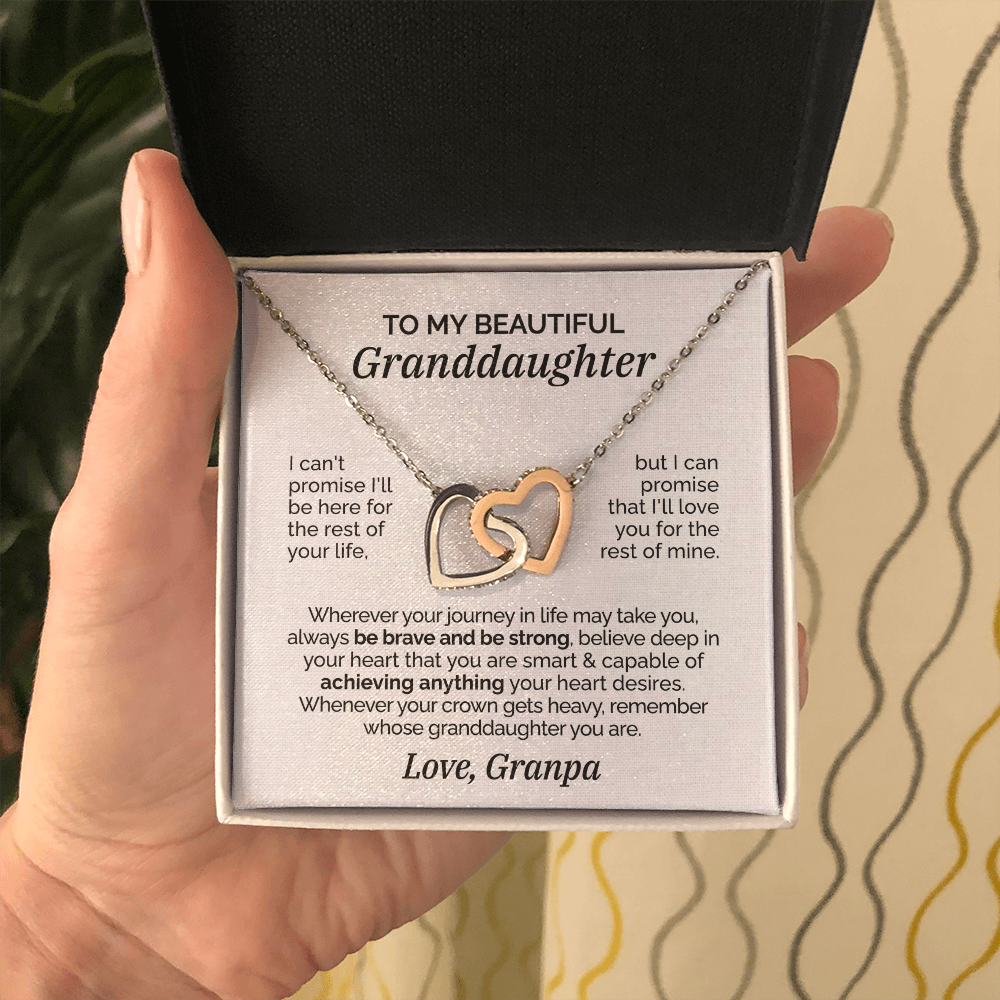 TO MY BEAUTIFUL
Granddaughter
I can't
promise I'll
be here for
the rest of
your life,
but I can
promise
that I'll love
you for the
rest of mine.
Wherever your journey in life may take you,
always be brave and be strong, believe deep in
your heart that you are smart & capable of
achieving anything your heart desires.
Whenever your crown gets heavy, remember
whose granddaughter you are.
Love, Granpa